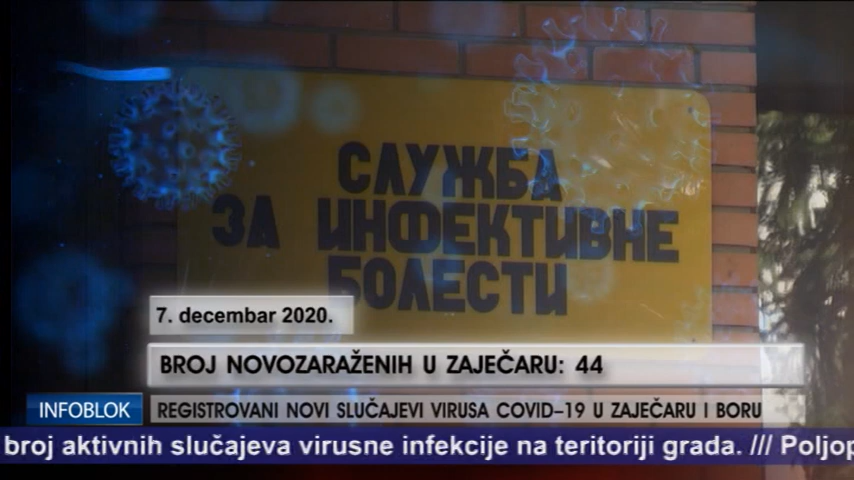 СЛУЖБА
ЗА ИНФЕКТИВНЕ
БОЛЕСТИ
7. decembar 2020.
BROJ NOVOZARAŽENIH U ZAJEČARU: 44
INFOBLOK
REGISTROVANI NOVI SLUČAJEVI VIRUSA COVID–19 U ZAJEČARU I BORU
broj aktivnih slučajeva virusne infekcije na teritoriji grada. /// Poljop